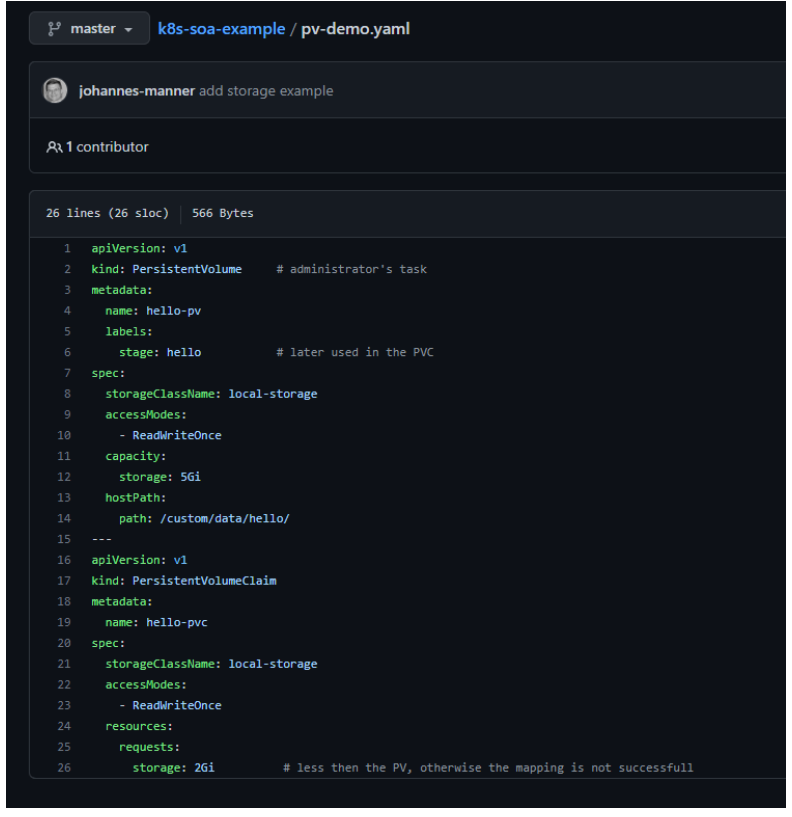 master k8s-soa-example / pv-demo.yaml
johannes-manner add storage example
1 contributor
26 lines (26 sloc) 566 Bytes
1 apiVersion: v1
2 kind: PersistentVolume # administrator's task
3 metadata:
4 name: hello-pv
5 labels:
6 stage: hello # later used in the PVC
7 spec:
8 storageClassName: local-storage
9 accessModes:
10 - ReadWriteOnce
11 capacity:
12 storage: 5Gi
13 hostPath:
14 path: /custom/data/hello/
15 ---
16 apiVersion: v1
17 kind: PersistentVolumeClaim
18 metadata:
19 name: hello-pvc
20 spec:
21 storageClassName: local-storage
22 accessModes:
23 - ReadWriteOnce
24 resources:
25 requests:
26 storage: 2Gi # less then the PV, otherwise the mapping is not successfull